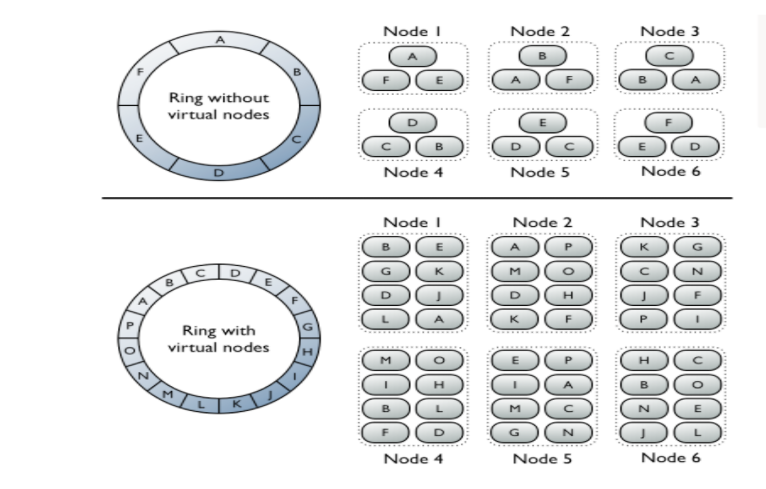 Node 1 Node 2 Node 3
A B C
F E A F B A
D E F
C B D C E D
Node 4 Node 5 Node 6
A
F B
Ring without
virtual nodes
E C
D
Node 1 Node 2 Node 3
B E A P K G
G K M O C N
D J D H J F
L A K F P I
M O E P H C
I H I A B O
B L M C N E
F D G N J L
Node 4 Node 5 Node 6
A B C D E F G H I J K L M N O P
Ring with
virtual nodes